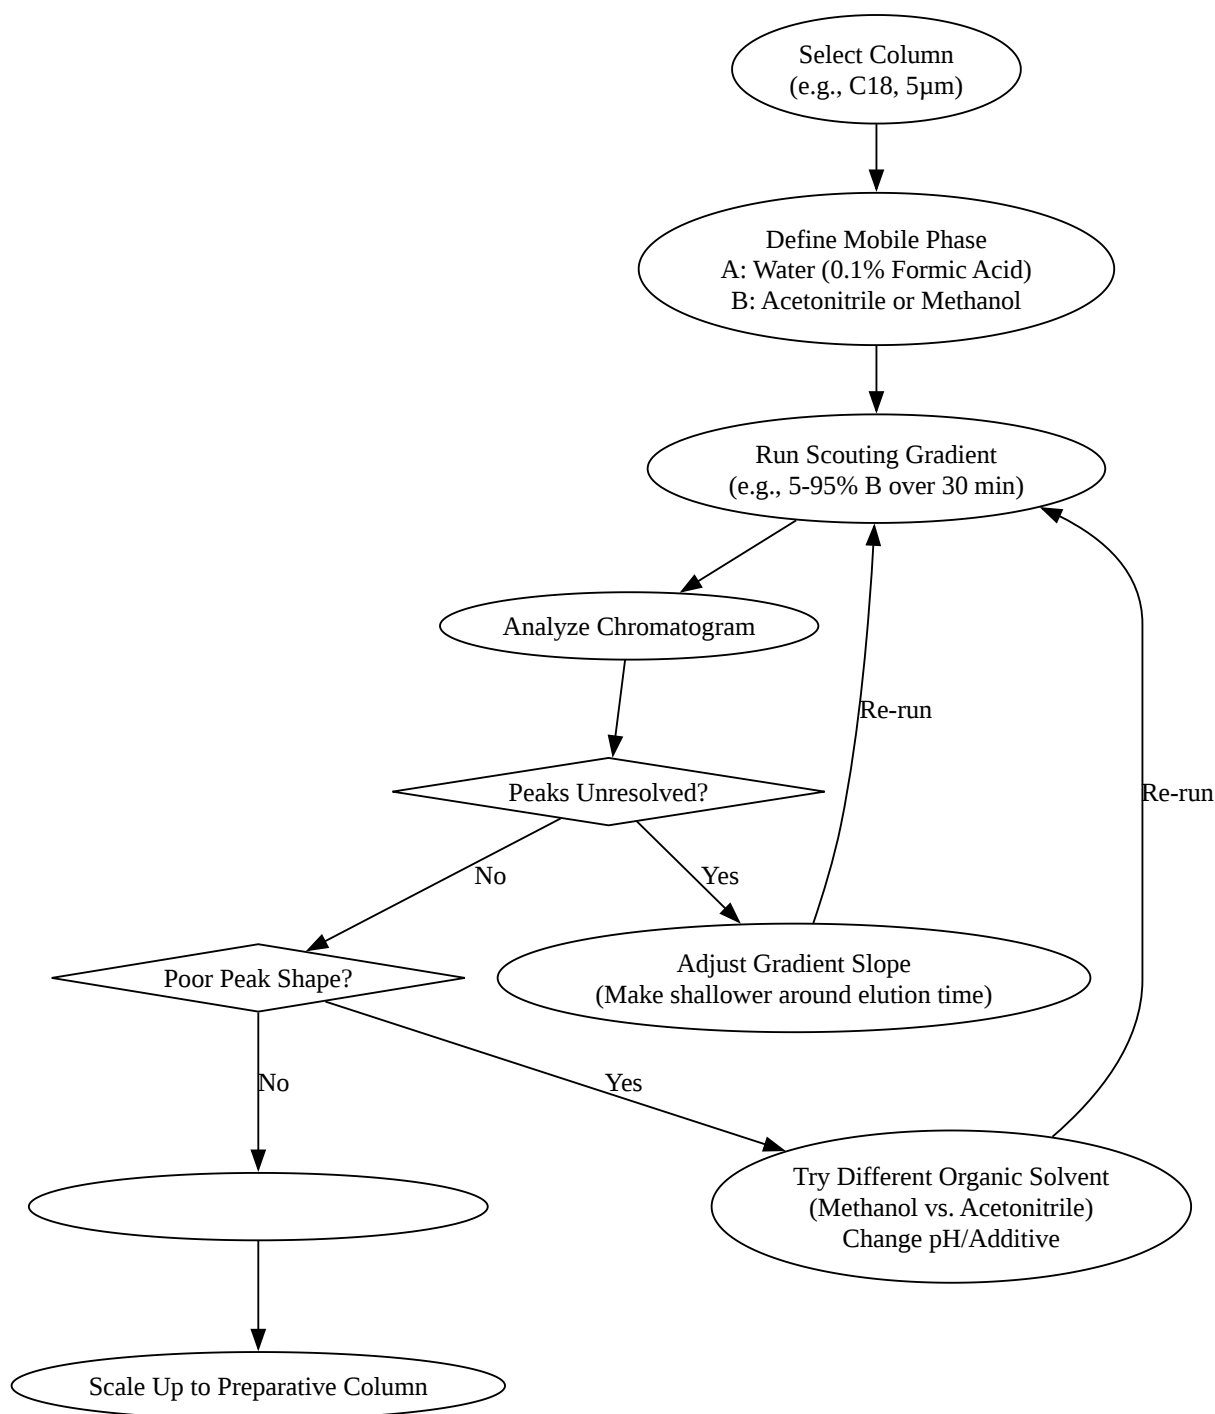 Select Column
(e.g., C18, 5µm)
Define Mobile Phase
A: Water (0.1% Formic Acid)
B: Acetonitrile or Methanol
Run Scouting Gradient
(e.g., 5-95% B over 30 min)
Analyze Chromatogram
Re-run
Peaks Unresolved?
Re-run
No
Yes
Adjust Gradient Slope
(Make shallower around elution time)
Poor Peak Shape?
No
Yes
Try Different Organic Solvent
(Methanol vs. Acetonitrile)
Change pH/Additive
Scale Up to Preparative Column